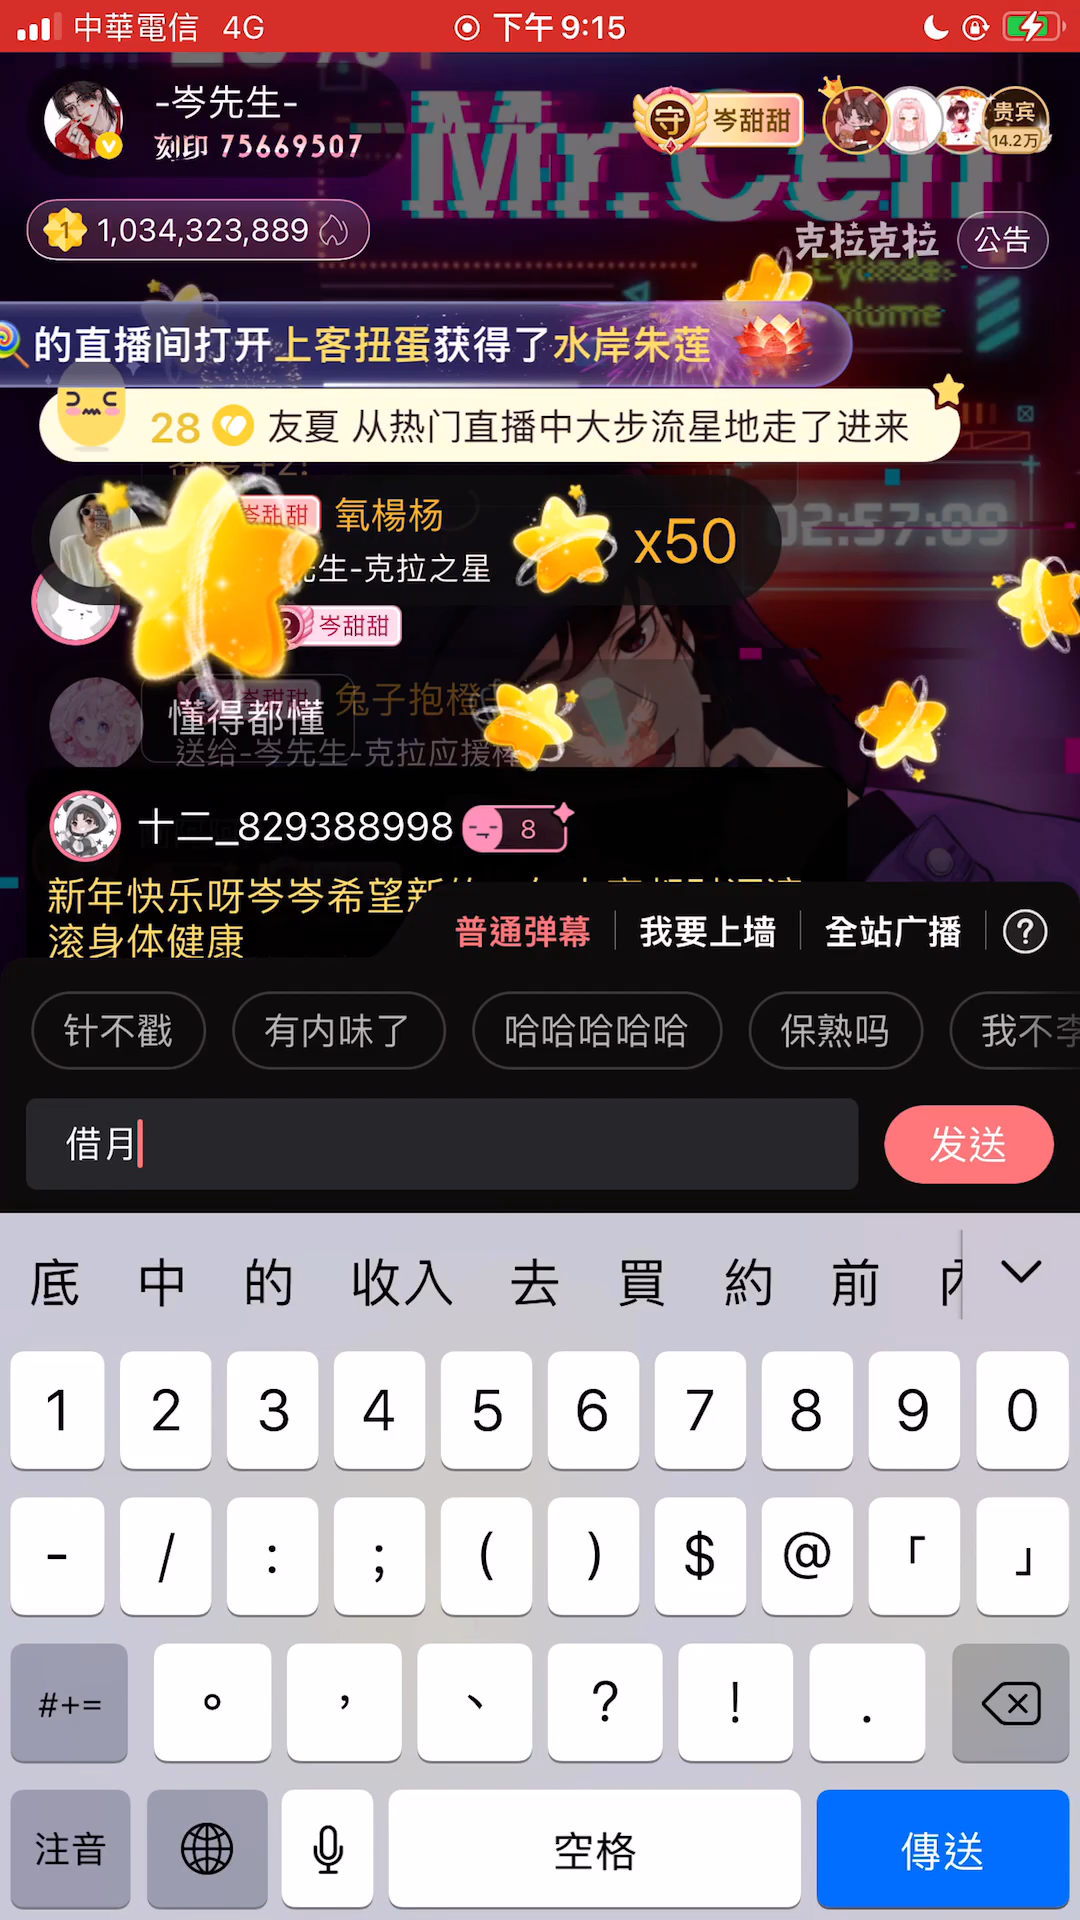 中華電信 4G 下午 9:15
-岑先生-
刻印 75669507
守 岑甜甜
贵宾
14.2万
Mr.Cen
1 1,034,323,889
克拉克拉
公告
的直播间打开上客扭蛋获得了水岸朱莲
28 友夏 从热门直播中大步流星地走了进来
岑甜甜 氧楊杨
生-克拉之星
x50
02:57:09
岑甜甜
岑甜甜 兔子抱橙
懂得都懂
送给-岑先生-克拉应援棒
十二_829388998 8
新年快乐呀岑岑希望新
滚身体健康
普通弹幕 我要上墙 全站广播 ?
针不戳 有内味了 哈哈哈哈哈 保熟吗 我不李
借月
发送
底 中 的 收入 去 買 約 前
1 2 3 4 5 6 7 8 9 0
- / : ; ( ) $ @ 「 」
#+= 。 ， 、 ? ! .
注音 空格 傳送